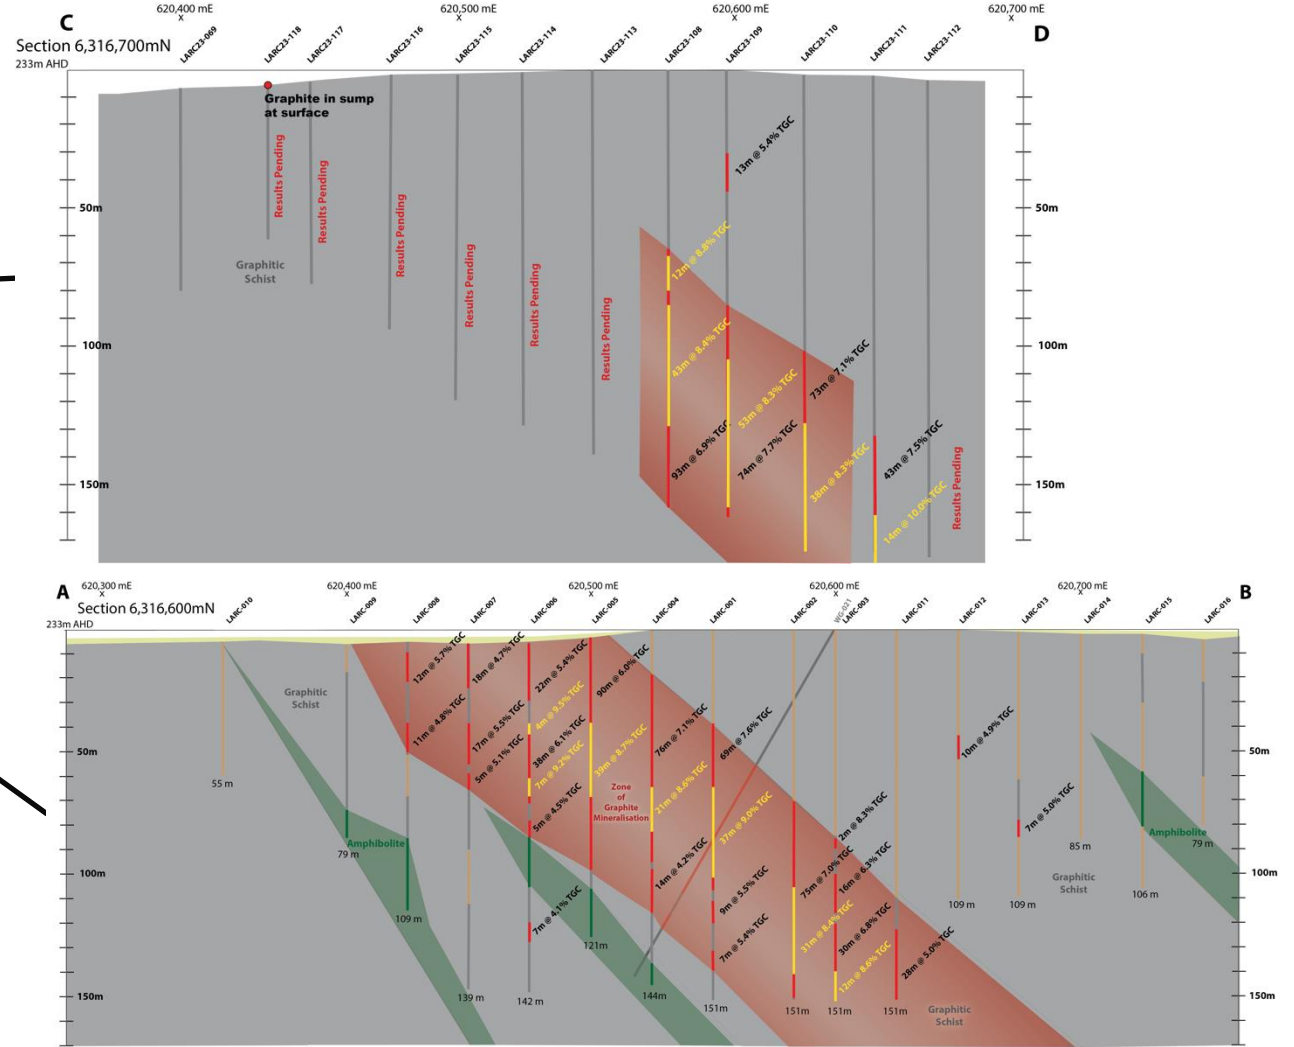 620,400 mE
620,500 mE
620,600 mE
620,700 mE
x
x
x
x
C
D
Section 6,316,700mN
233m AHD
LARC23-069
LARC23-118
LARC23-117
LARC23-116
LARC23-115
LARC23-114
LARC23-113
LARC23-108
LARC23-109
LARC23-110
LARC23-111
LARC23-112
Graphite in sump
at surface
Results Pending
Results Pending
Results Pending
Results Pending
Results Pending
Results Pending
Results Pending
Graphitic
Schist
13m @ 5.4% TGC
12m @ 8.8% TGC
43m @ 8.4% TGC
93m @ 6.9% TGC
53m @ 8.3% TGC
74m @ 7.7% TGC
73m @ 7.1% TGC
38m @ 8.3% TGC
43m @ 7.5% TGC
14m @ 10.0% TGC
50m
100m
150m
50m
100m
150m
620,300 mE
620,400 mE
620,500 mE
620,600 mE
620,700 mE
x
x
x
x
x
A
B
Section 6,316,600mN
233m AHD
LARC-010
LARC-009
LARC-008
LARC-007
LARC-006
LARC-005
LARC-004
LARC-001
LARC-002
WG-021
LARC-003
LARC-011
LARC-012
LARC-013
LARC-014
LARC-015
LARC-016
12m @ 5.7% TGC
11m @ 4.8% TGC
18m @ 4.7% TGC
17m @ 5.5% TGC
5m @ 5.1% TGC
22m @ 5.4% TGC
4m @ 9.5% TGC
38m @ 6.1% TGC
7m @ 9.2% TGC
5m @ 4.5% TGC
7m @ 4.1% TGC
90m @ 6.0% TGC
39m @ 8.7% TGC
76m @ 7.1% TGC
21m @ 8.6% TGC
14m @ 4.2% TGC
69m @ 7.6% TGC
37m @ 9.0% TGC
9m @ 5.5% TGC
7m @ 5.4% TGC
75m @ 7.0% TGC
31m @ 8.4% TGC
2m @ 8.3% TGC
16m @ 6.3% TGC
30m @ 6.8% TGC
12m @ 8.6% TGC
28m @ 5.0% TGC
10m @ 4.9% TGC
7m @ 5.0% TGC
Graphitic
Schist
Zone
of
Graphite
Mineralisation
Amphibolite
Amphibolite
Graphitic
Schist
Graphitic
Schist
55 m
79 m
109 m
139 m
142 m
121m
144m
151m
151m
151m
151m
109 m
109 m
85 m
106 m
79 m
50m
100m
150m
50m
100m
150m